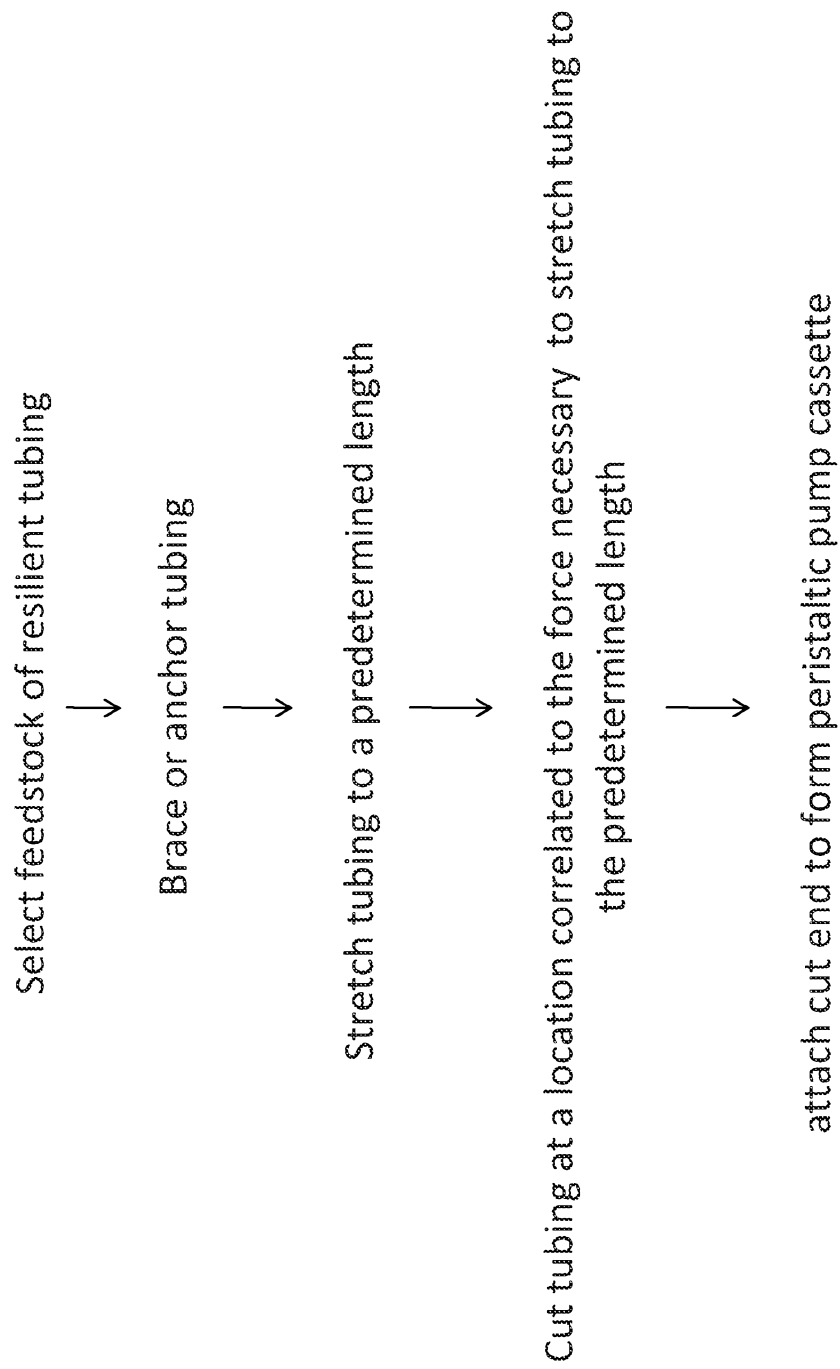 Select feedstock of resilient tubing
Brace or anchor tubing
Stretch tubing to a predetermined length
Cut tubing at a location correlated to the force necessary to stretch tubing to
the predetermined length
attach cut end to form peristaltic pump cassette